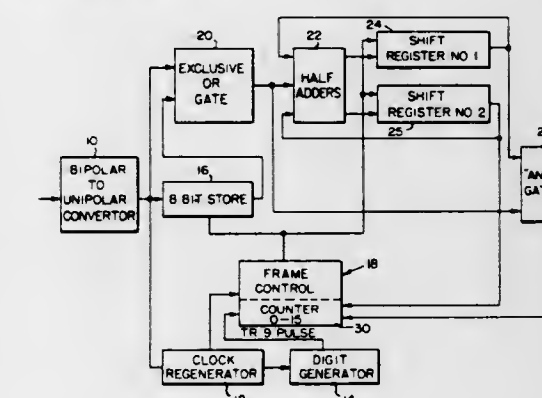 20
EXCLUSIVE
OR
GATE
22
HALF
ADDERS
24
SHIFT
REGISTER NO 1
SHIFT
REGISTER NO 2
25
10
BIPOLAR
TO
UNIPOLAR
CONVERTOR
16
8 BIT STORE
FRAME
CONTROL
18
COUNTER
0-15
30
TR 9 PULSE
CLOCK
REGENERATOR
DIGIT
GENERATOR